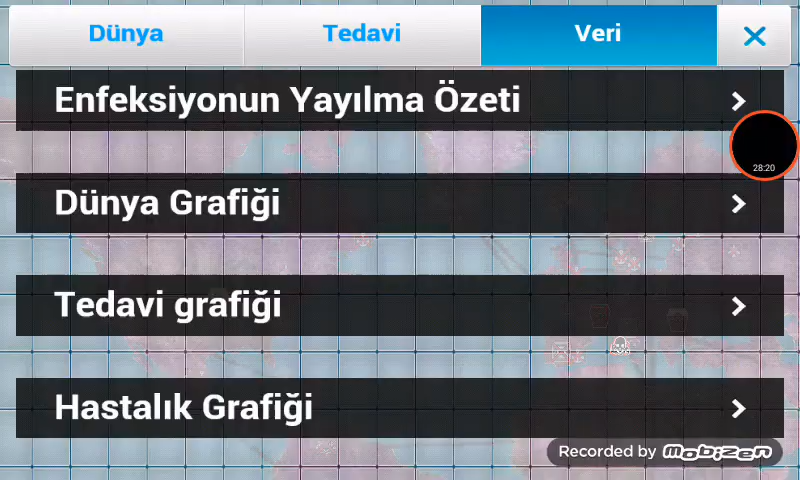 Dünya Tedavi Veri
Enfeksiyonun Yayılma Özeti
28:20
Dünya Grafiği
Tedavi grafiği
Hastalık Grafiği
Recorded by mobizen